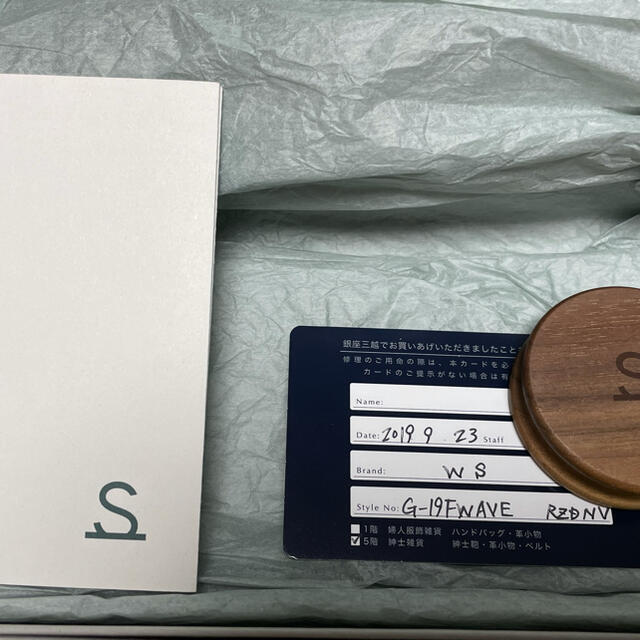 銀座三越でお買いあげいただきましたこと
修理のご用命の際は、本カードを必
カードのご提示がない場合は有
Name:
Date: 2019 9 . 23 Staff
Brand: WS
Style No: G-19FWAVE RZDNV
1階 婦人服飾雑貨 ハンドバッグ・革小物
5階 紳士雑貨 紳士鞄・革小物・ベルト